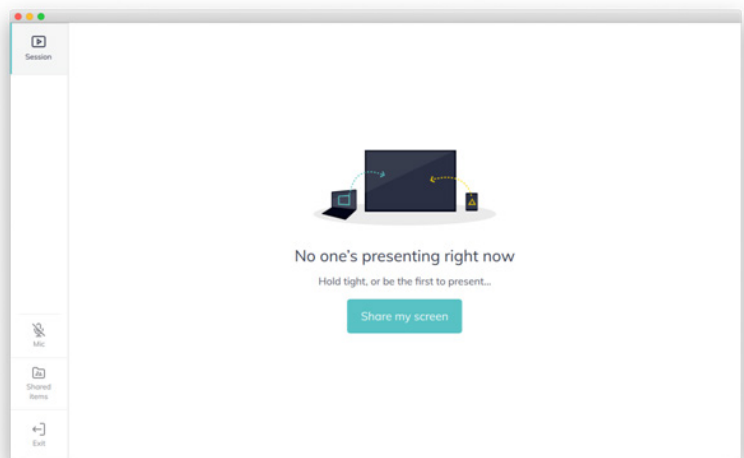 Session
No one's presenting right now
Hold tight, or be the first to present...
Share my screen
Mic
Shared
Items
Exit